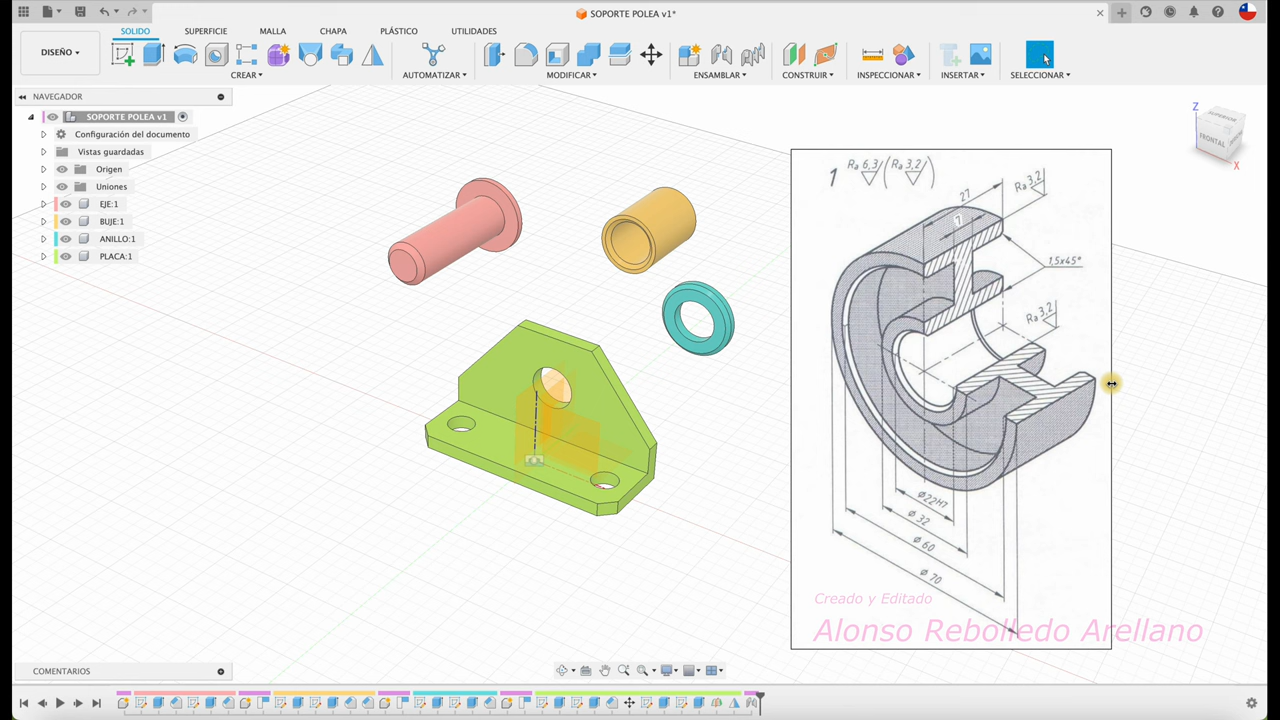 SOPORTE POLEA v1*
SOLIDO SUPERFICIE MALLA CHAPA PLÁSTICO UTILIDADES
DISEÑO
CREAR AUTOMATIZAR MODIFICAR ENSAMBLAR CONSTRUIR INSPECCIONAR INSERTAR SELECCIONAR
NAVEGADOR
SOPORTE POLEA v1
Configuración del documento
Vistas guardadas
Origen
Uniones
EJE:1
BUJE:1
ANILLO:1
PLACA:1
SUPERIOR
FRONTAL
Z
X
1 Ra 6,3 (Ra 3,2)
27
Ra 3,2
7
1,5x45°
Ra 3,2
Ø22H7
Ø 32
Ø 60
Ø 70
Creado y Editado
Alonso Rebolledo Arellano
COMENTARIOS